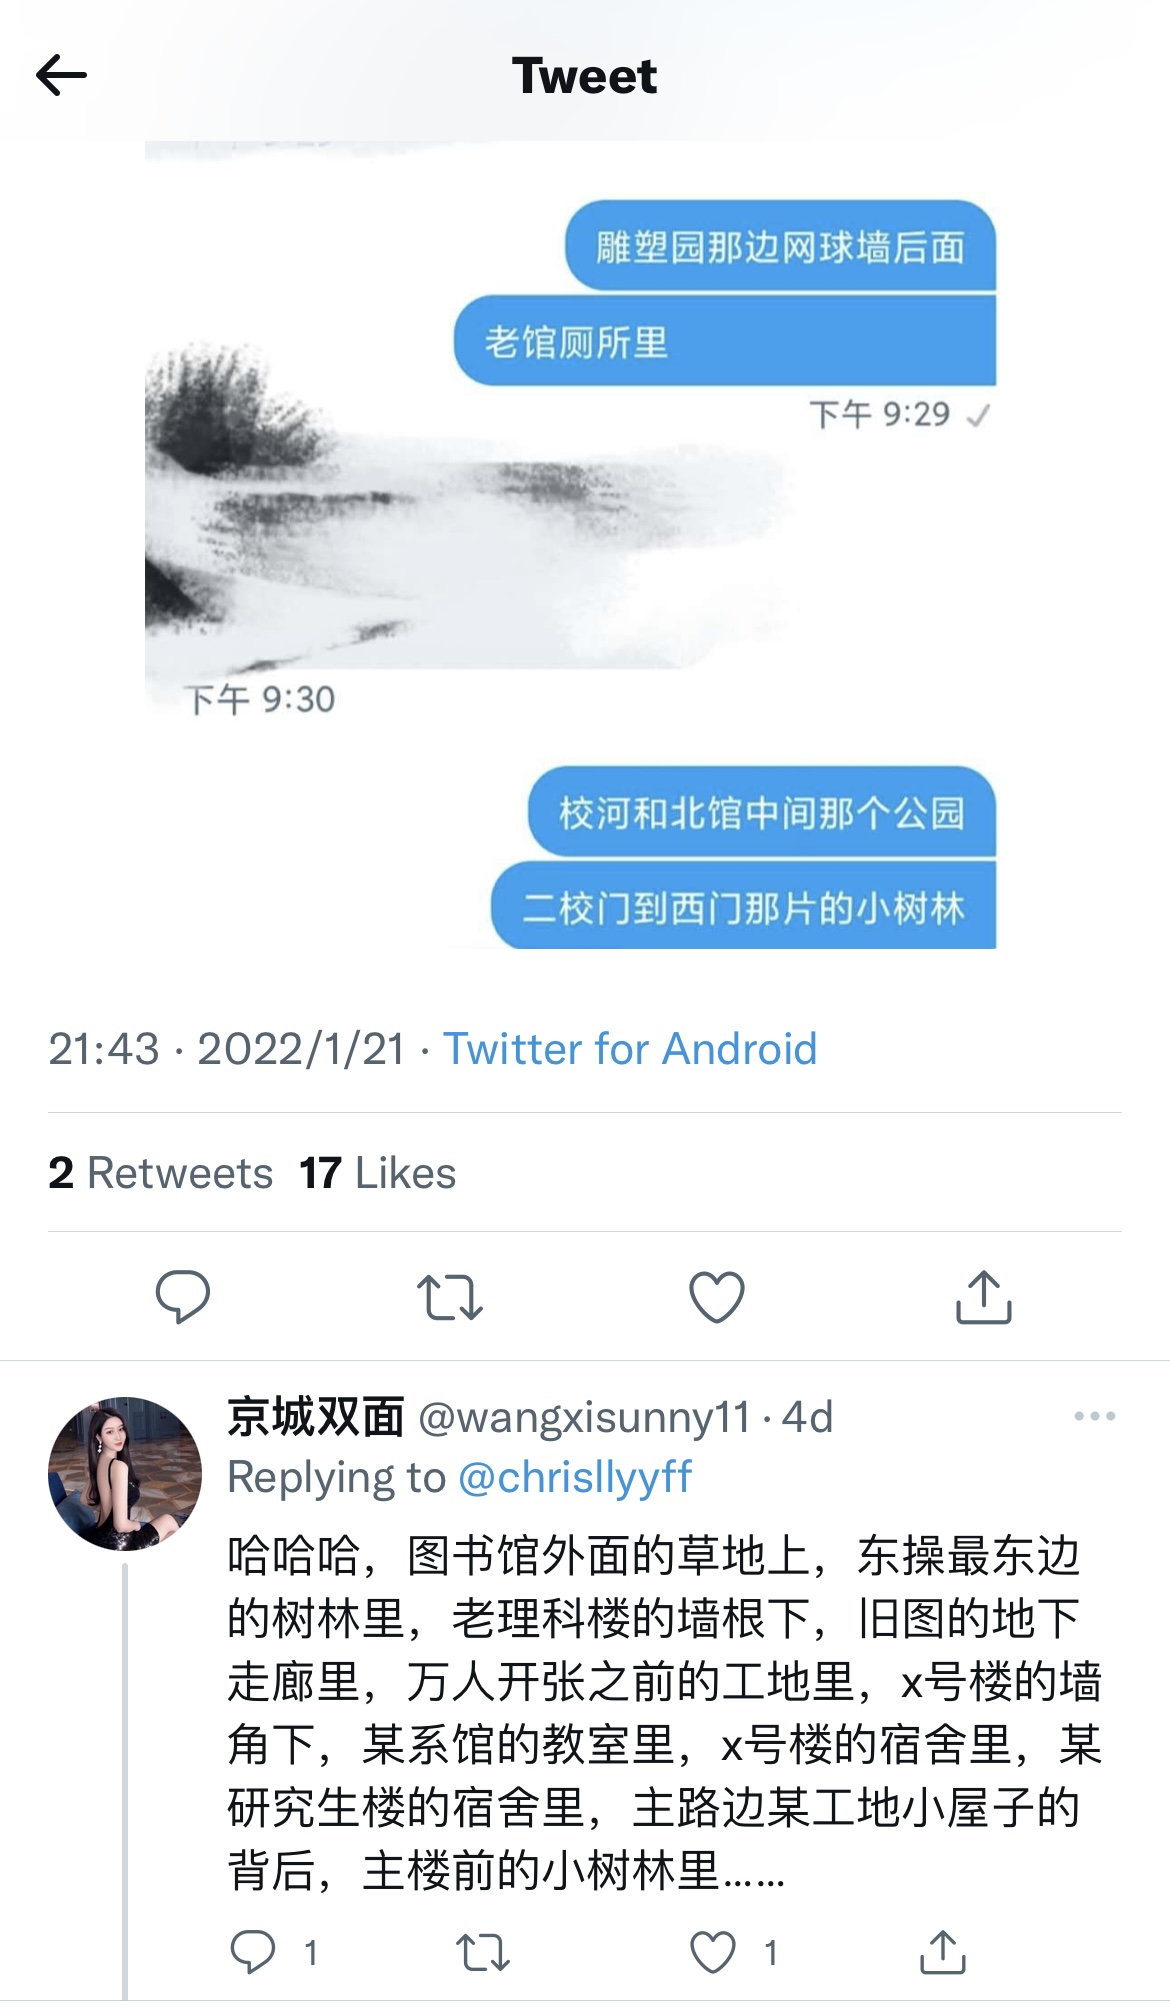 Tweet
雕塑园那边网球墙后面
老馆厕所里
下午 9:29
下午 9:30
校河和北馆中间那个公园
二校门到西门那片的小树林
21:43 · 2022/1/21 · Twitter for Android
2 Retweets 17 Likes
京城双面 @wangxisunny11 · 4d
Replying to @chrisllyyff
哈哈哈，图书馆外面的草地上，东操最东边
的树林里，老理科楼的墙根下，旧图的地下
走廊里，万人开张之前的工地里，x号楼的墙
角下，某系馆的教室里，x号楼的宿舍里，某
研究生楼的宿舍里，主路边某工地小屋子的
背后，主楼前的小树林里......
1 1